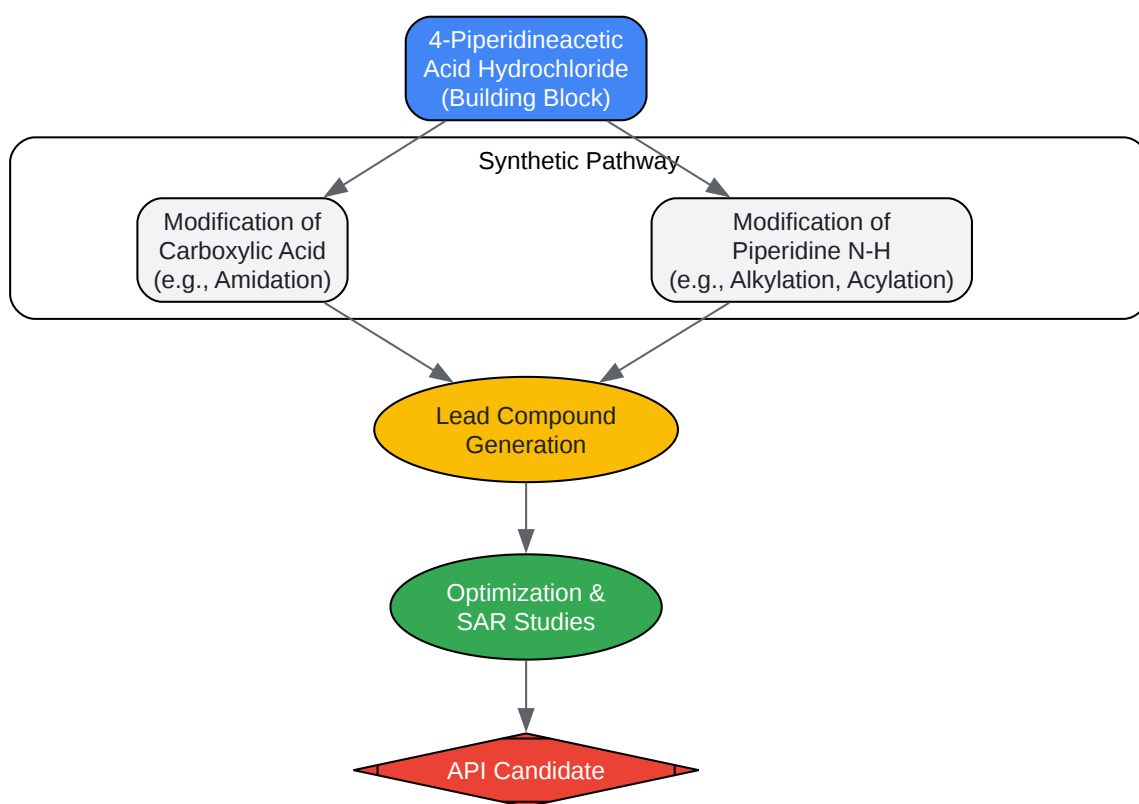 4-Piperidineacetic
Acid Hydrochloride
(Building Block)
Synthetic Pathway
Modification of
Carboxylic Acid
(e.g., Amidation)
Modification of
Piperidine N-H
(e.g., Alkylation, Acylation)
Lead Compound
Generation
Optimization &
SAR Studies
API Candidate